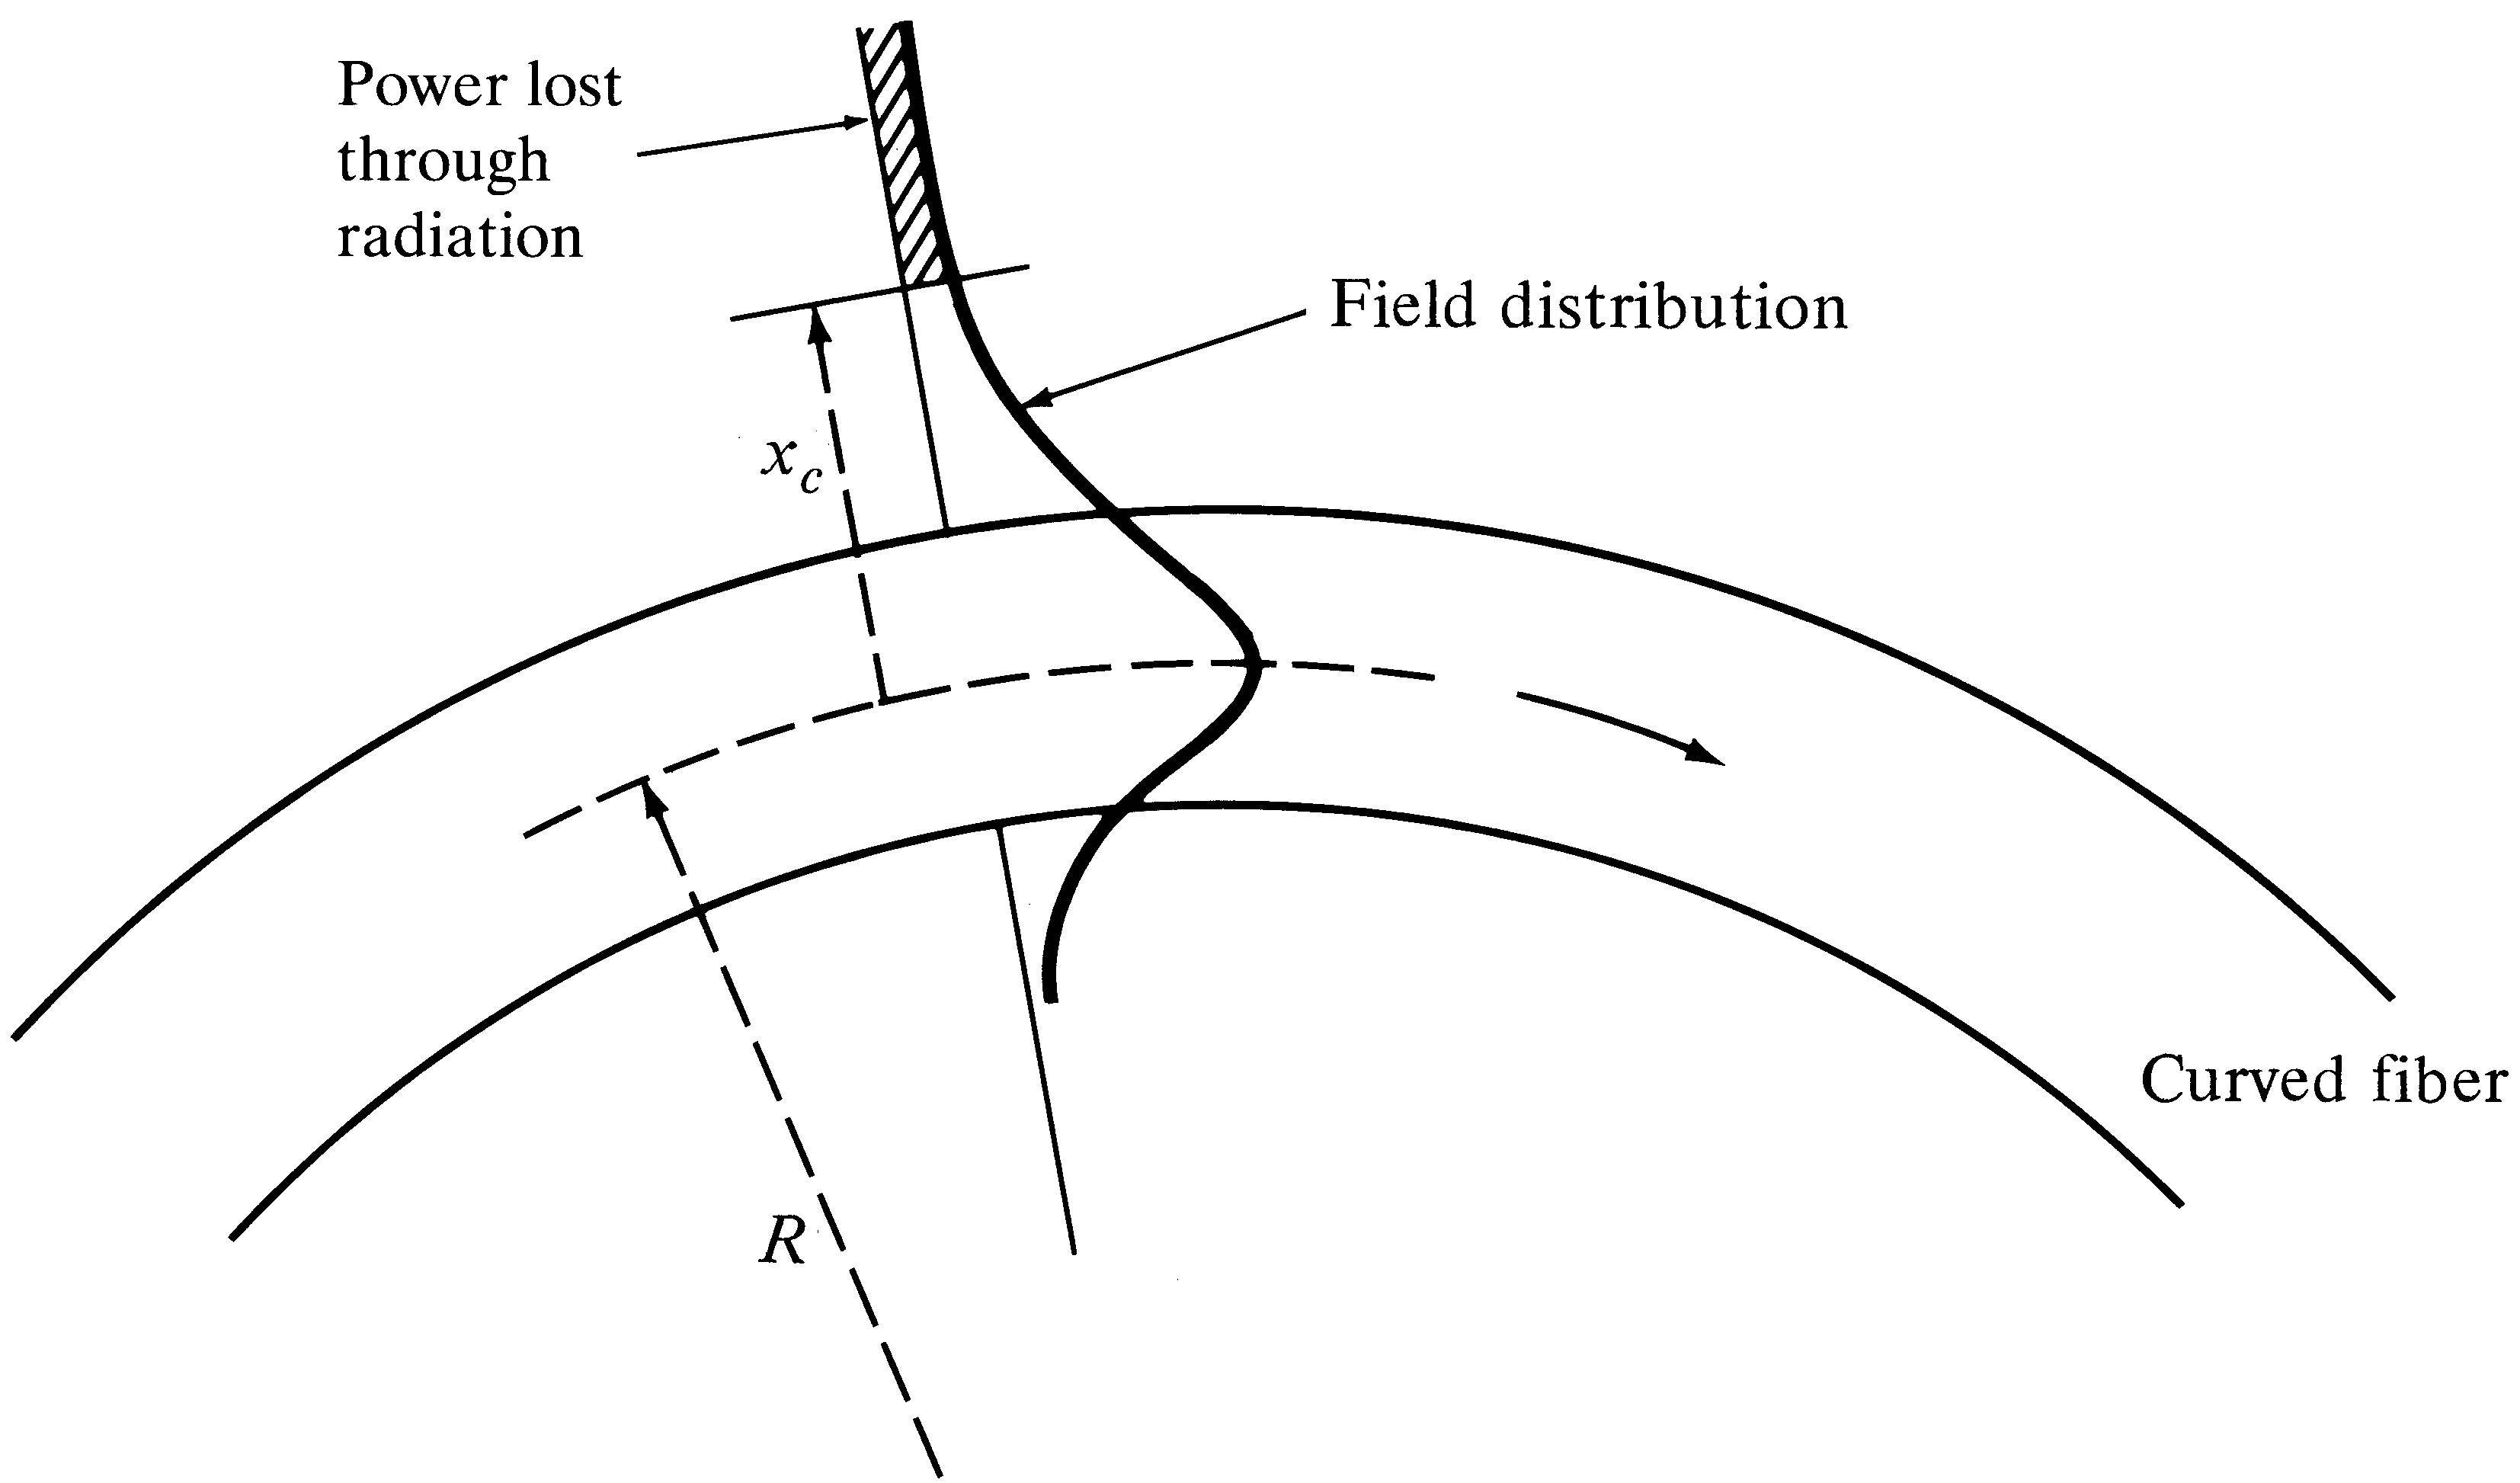 Power lost
through
radiation
Field distribution
x_c
Curved fiber
R